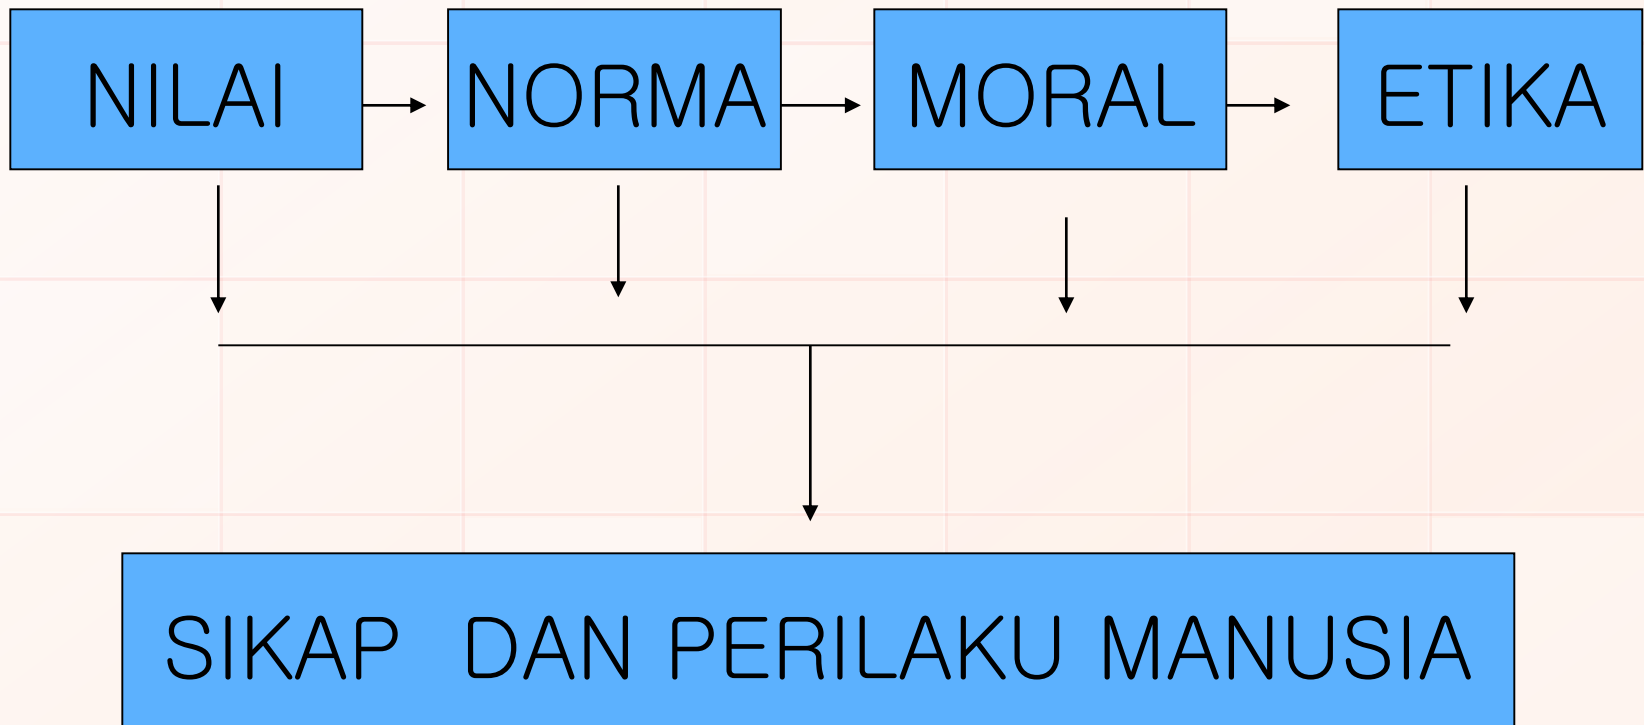 NILAI
NORMA
MORAL
ETIKA
SIKAP DAN PERILAKU MANUSIA